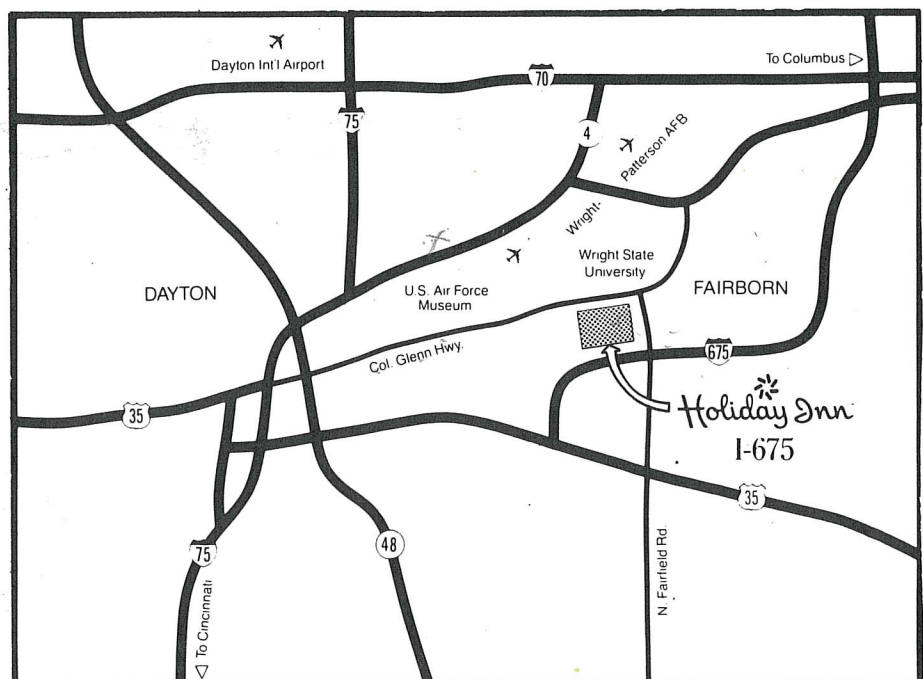 Dayton Int'l Airport
To Columbus
70
75
4
Wright-
Patterson AFB
Wright State
University
DAYTON
U.S. Air Force
Museum
FAIRBORN
Col. Glenn Hwy.
675
35
Holiday Inn
I-675
35
75
48
To Cincinnati
N. Fairfield Rd.